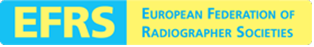 EFRS
European Federation of
Radiographer Societies